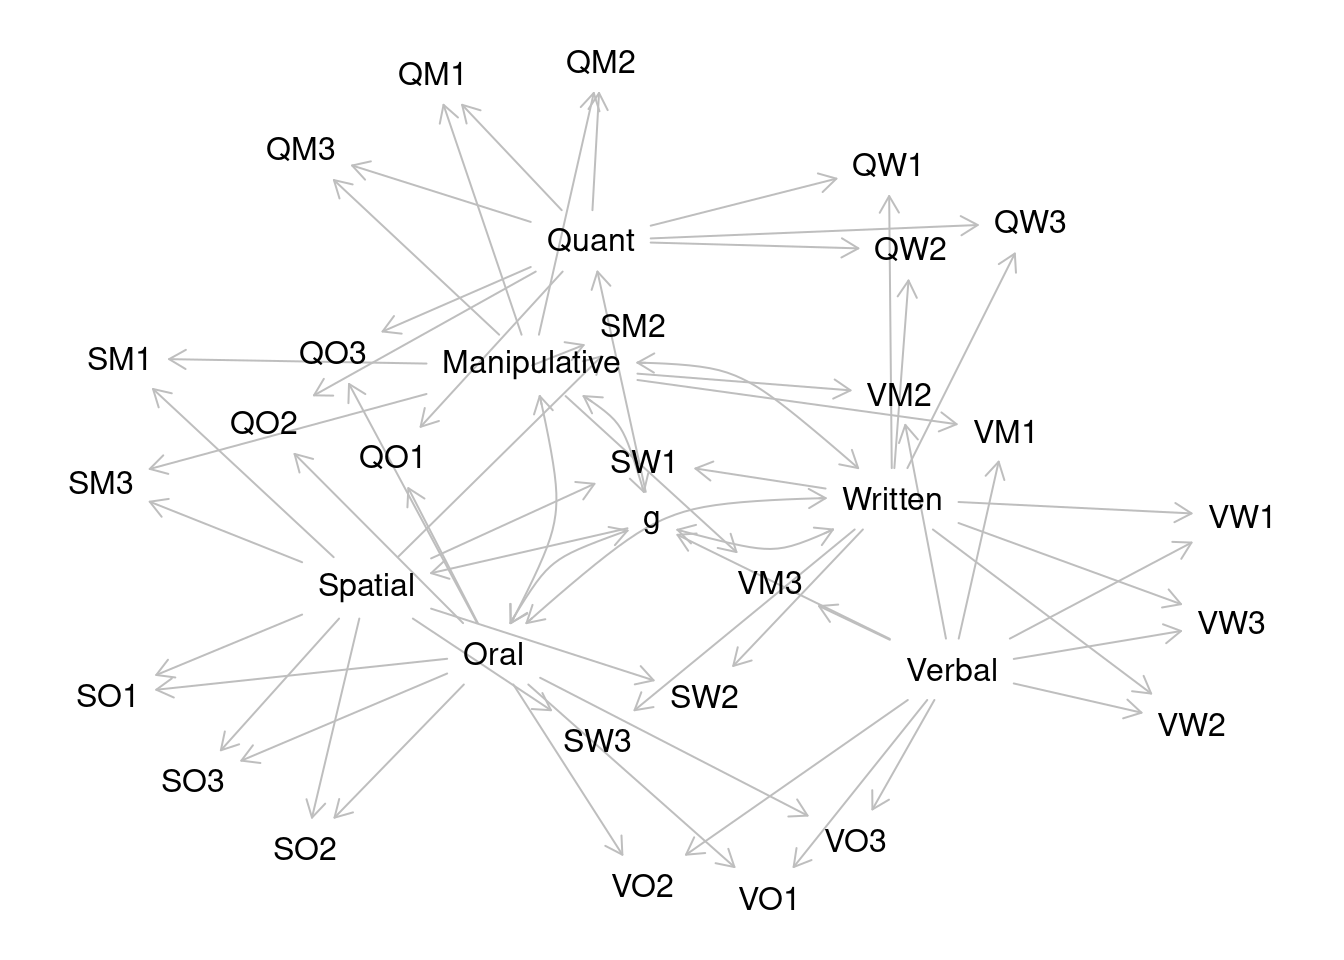 QM2
QM1
QM3
QW1
QW3
Quant
QW2
SM2
QO3
SM1
Manipulative
VM2
QO2
VM1
QO1
SW1
SM3
Written
g
VW1
Spatial
VM3
VW3
Oral
Verbal
SO1
SW2
VW2
SW3
SO3
VO3
SO2
VO2
VO1